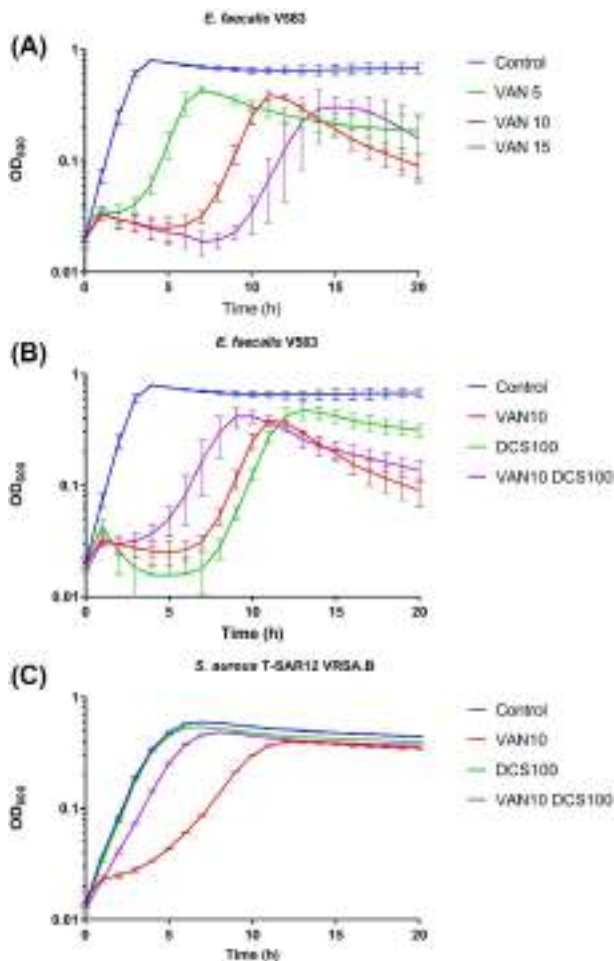 E. faecalis V583
(A)
1
0.1
0.01
OD600
0 5 10 15 20
Time (h)
Control
VAN 5
VAN 10
VAN 15
E. faecalis V583
(B)
1
0.1
0.01
OD600
0 5 10 15 20
Time (h)
Control
VAN10
DCS100
VAN10 DCS100
S. aureus T-SAR12 VRSA.B
(C)
1
0.1
0.01
OD600
0 5 10 15 20
Time (h)
Control
VAN10
DCS100
VAN10 DCS100